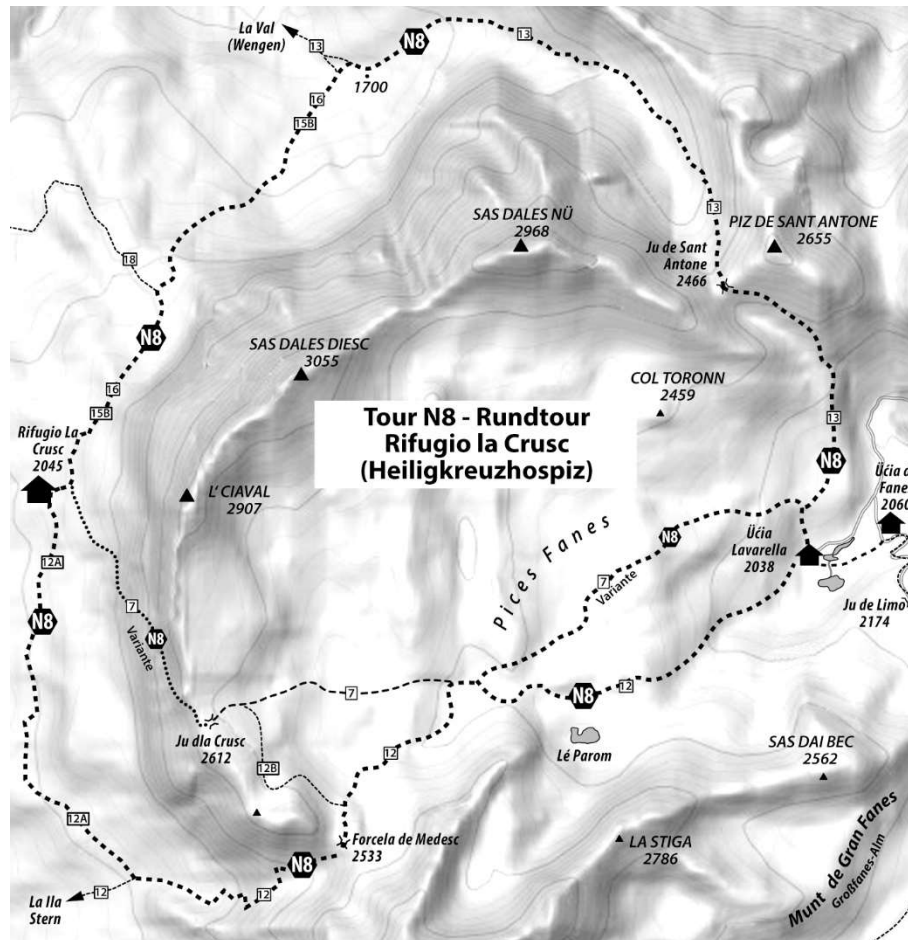 La Val
(Wengen)
13
N8
13
1700
16
15B
SAS DALES NÜ
2968
13
PIZ DE SANT ANTONE
2655
Ju de Sant
Antone
2466
18
N8
SAS DALES DIESC
3055
COL TORONN
2459
16
15B
Tour N8 - Rundtour
Rifugio la Crusc
(Heiligkreuzhospiz)
13
N8
Rifugio La
Crusc
2045
L' CIAVAL
2907
Pices Fanes
N8
7
Variante
Üćia
Lavarella
2038
Üćia d
Fane
2060
12A
N8
7
N8
Variante
Ju de Limo
2174
7
N8
12
Ju dla Crusc
2612
12B
12
Lé Parom
SAS DAI BEC
2562
12A
Forcela de Medesc
2533
LA STIGA
2786
N8
12
12
La Ila
Stern
Munt de Gran Fanes
Großfanes-Alm